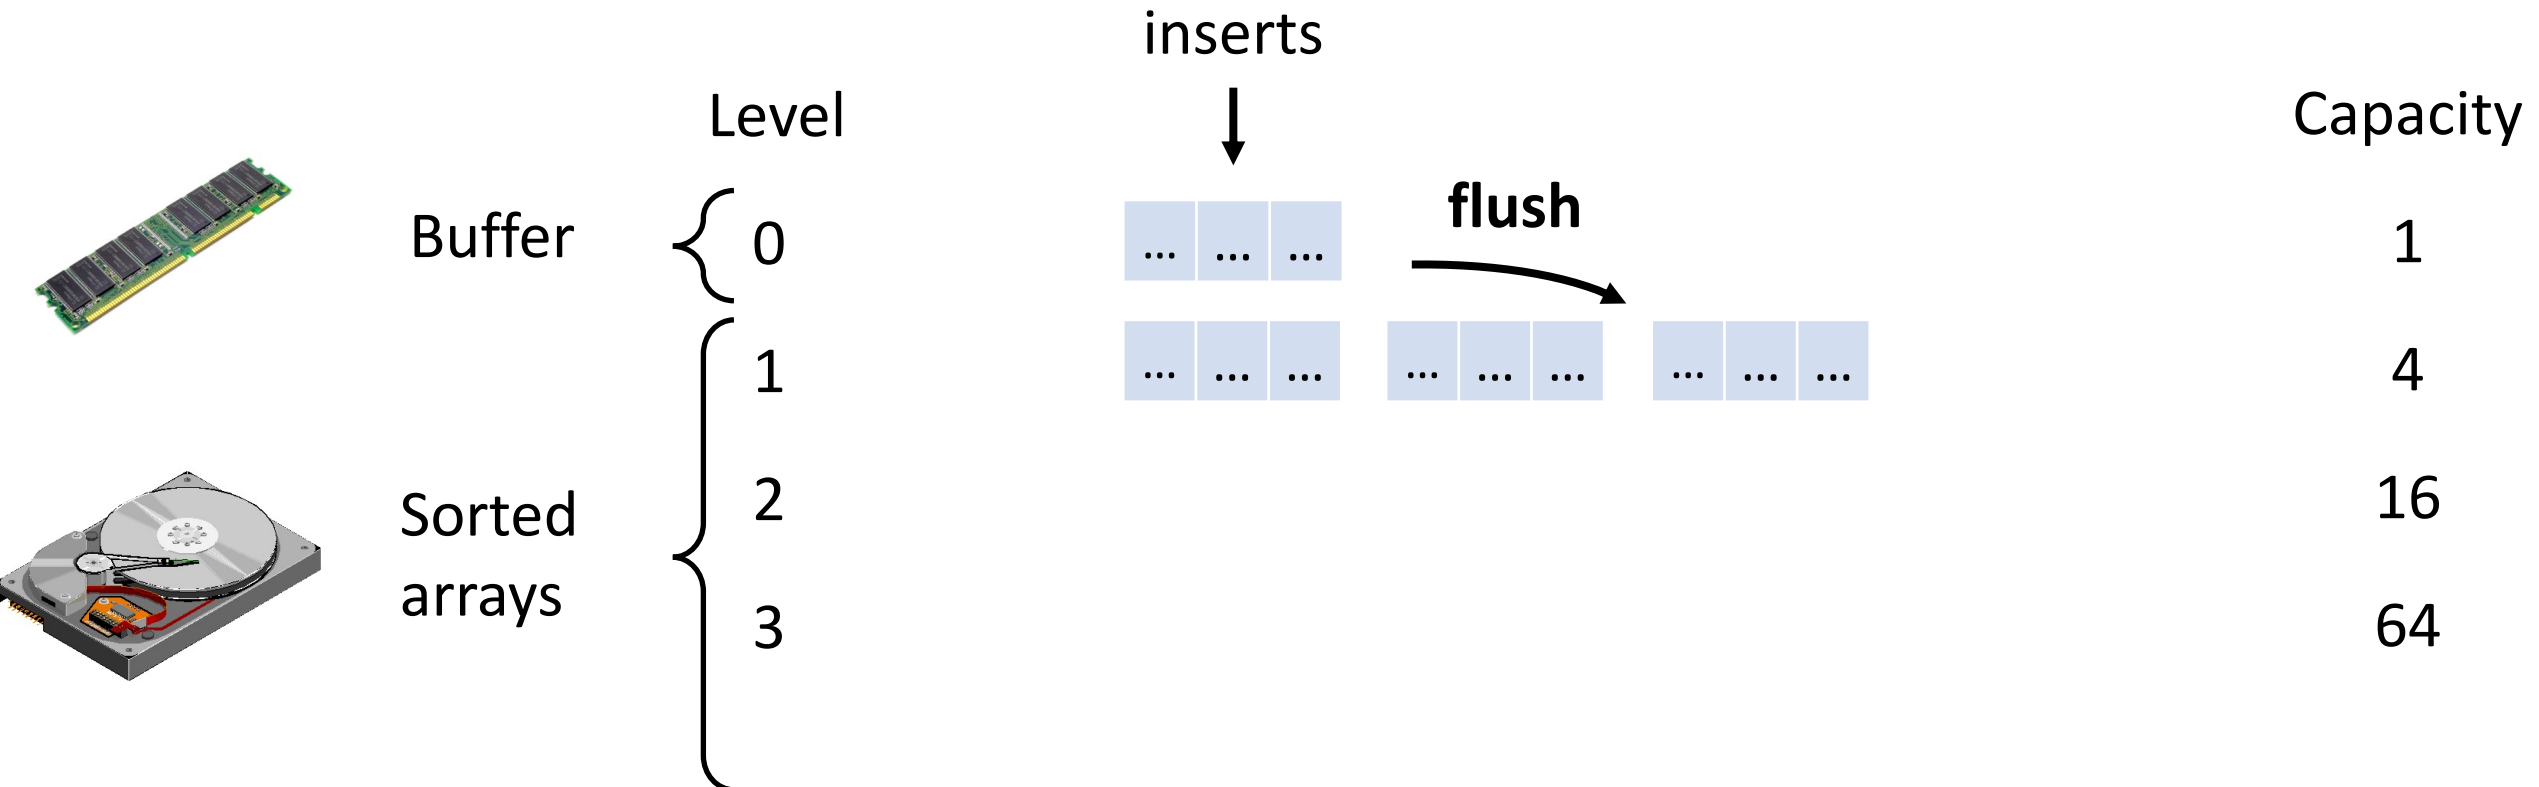 inserts
Level
Capacity
Buffer
0
... ... ...
flush
1
1
... ... ... ... ... ... ... ... ...
4
Sorted
arrays
2
16
3
64